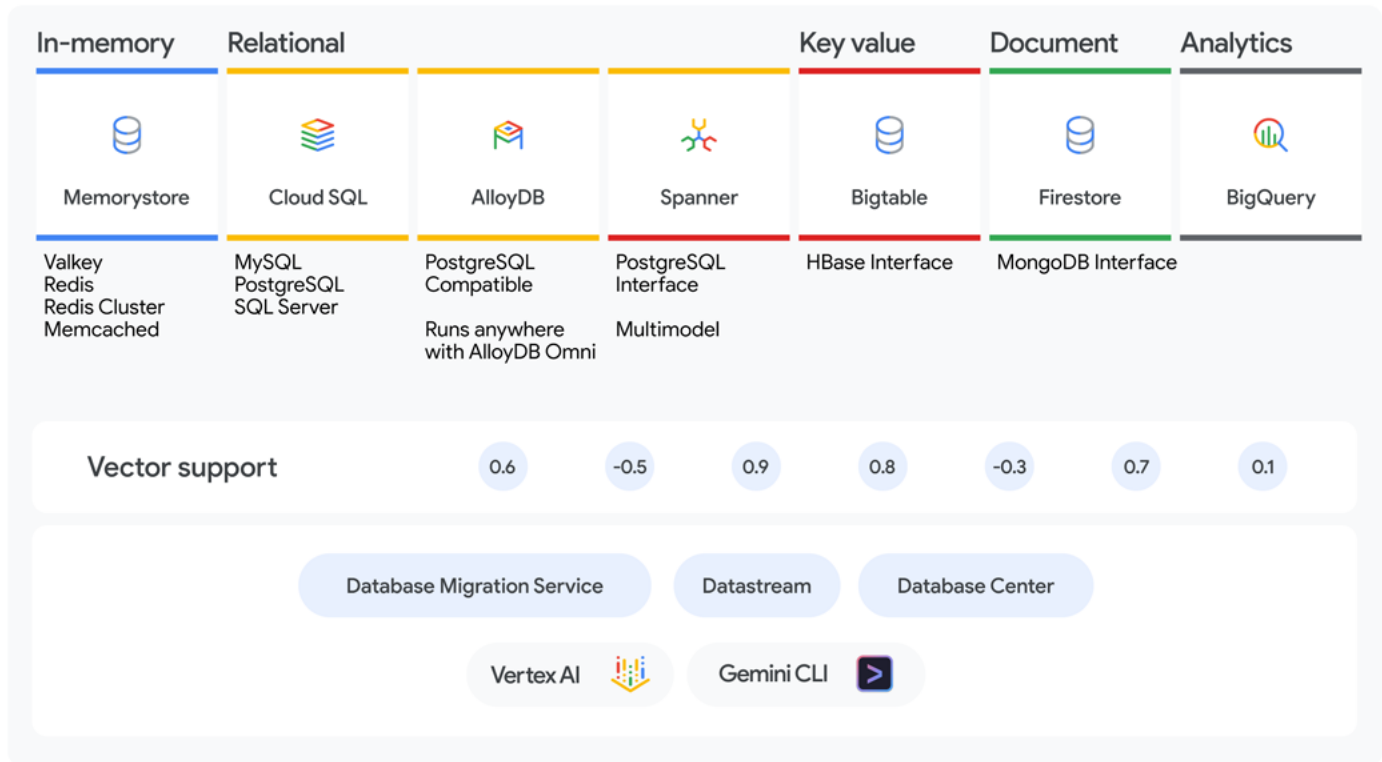 In-memory
Relational
Key value
Document
Analytics
Memorystore
Cloud SQL
AlloyDB
Spanner
Bigtable
Firestore
BigQuery
Valkey
Redis
Redis Cluster
Memcached
MySQL
PostgreSQL
SQL Server
PostgreSQL
Compatible
Runs anywhere
with AlloyDB Omni
PostgreSQL
Interface
Multimodel
HBase Interface
MongoDB Interface
Vector support
0.6
-0.5
0.9
0.8
-0.3
0.7
0.1
Database Migration Service
Datastream
Database Center
Vertex AI
Gemini CLI